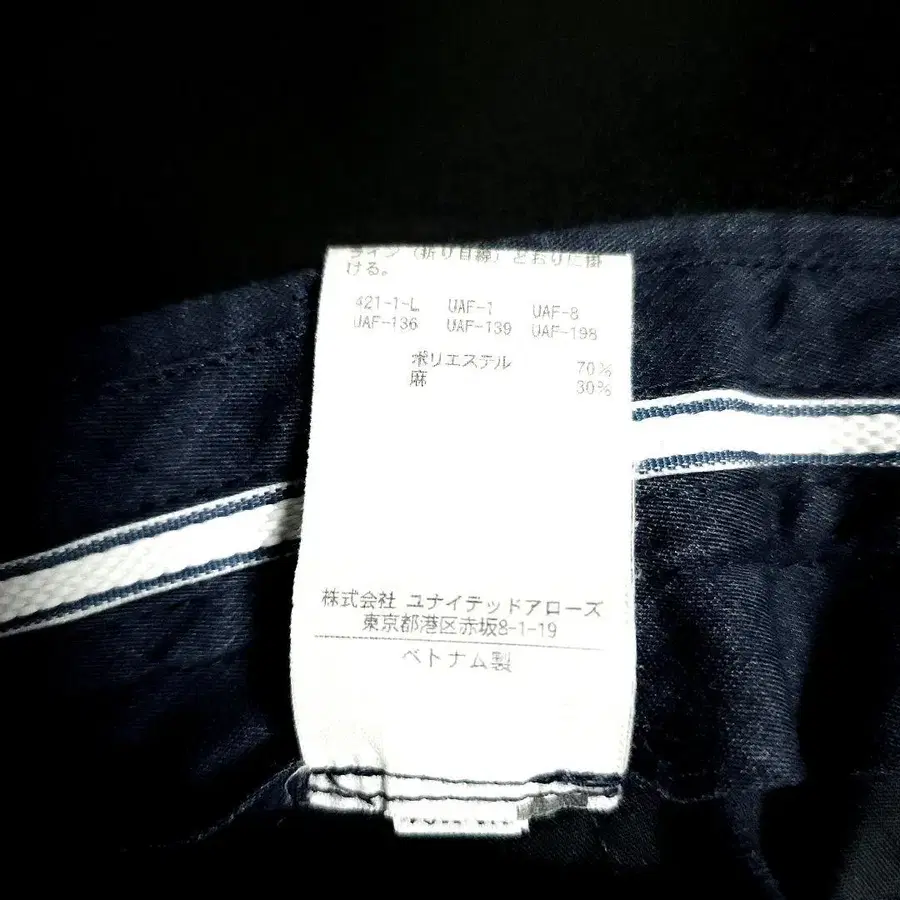 ライン（折り目線）どおりに掛
ける。
421-1-L UAF-1 UAF-8
UAF-136 UAF-139 UAF-198
ポリエステル 70%
麻 30%
株式会社 ユナイテッドアローズ
東京都港区赤坂8-1-19
ベトナム製